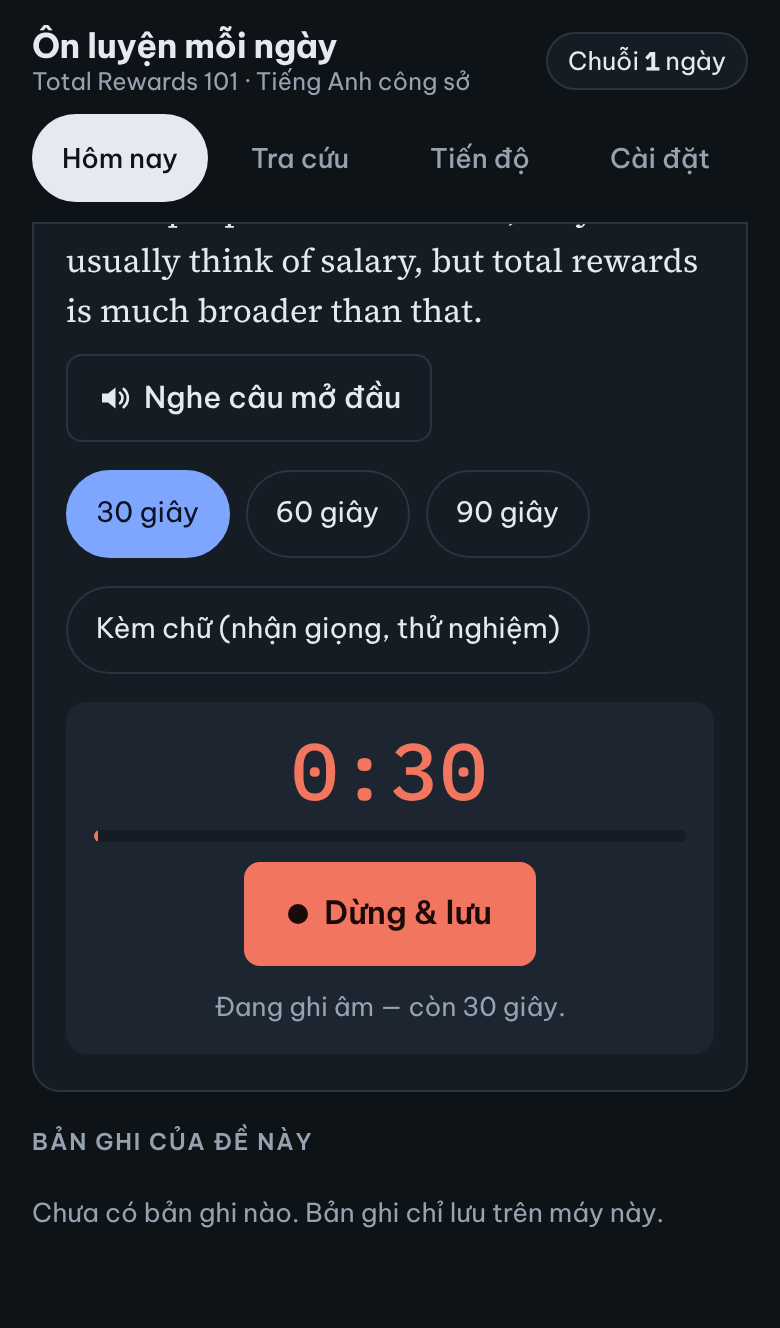 Ôn luyện mỗi ngày
Total Rewards 101 · Tiếng Anh công sở
Chuỗi 1 ngày
Hôm nay
Tra cứu
Tiến độ
Cài đặt
usually think of salary, but total rewards
is much broader than that.
Nghe câu mở đầu
30 giây
60 giây
90 giây
Kèm chữ (nhận giọng, thử nghiệm)
0:30
Dừng & lưu
Đang ghi âm — còn 30 giây.
BẢN GHI CỦA ĐỀ NÀY
Chưa có bản ghi nào. Bản ghi chỉ lưu trên máy này.